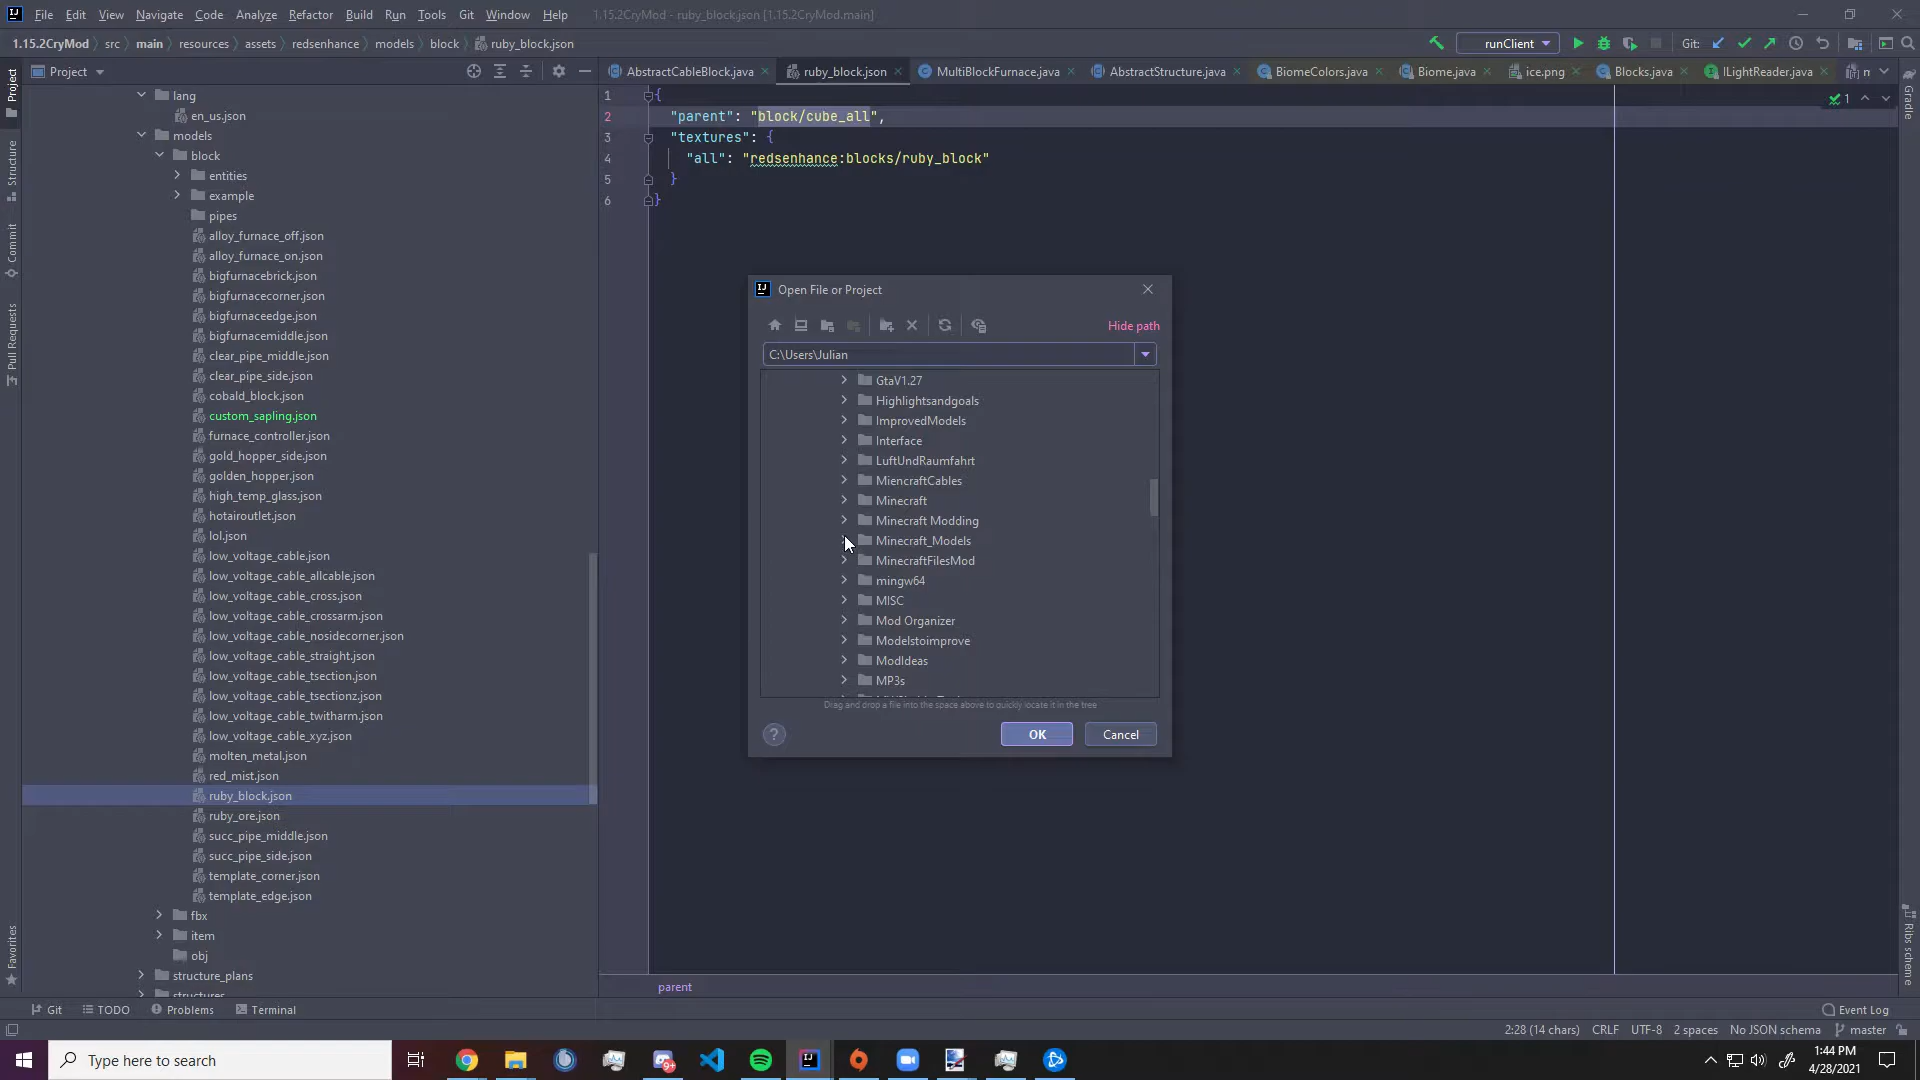 File Edit View Navigate Code Analyze Refactor Build Run Tools Git Window Help 1.15.2CryMod - ruby_block.json [1.15.2CryMod.main]
1.15.2CryMod src main resources assets redsenhance models block ruby_block.json runClient Git:
Project AbstractCableBlock.java ruby_block.json MultiBlockFurnace.java AbstractStructure.java BiomeColors.java Biome.java ice.png Blocks.java ILightReader.java
Project
Structure
Commit
Pull Requests
Favorites
Gradle
Ribs scheme
lang
en_us.json
models
block
entities
example
pipes
alloy_furnace_off.json
alloy_furnace_on.json
bigfurnacebrick.json
bigfurnacecorner.json
bigfurnaceedge.json
bigfurnacemiddle.json
clear_pipe_middle.json
clear_pipe_side.json
cobald_block.json
custom_sapling.json
furnace_controller.json
gold_hopper_side.json
golden_hopper.json
high_temp_glass.json
hotairoutlet.json
lol.json
low_voltage_cable.json
low_voltage_cable_allcable.json
low_voltage_cable_cross.json
low_voltage_cable_crossarm.json
low_voltage_cable_nosidecorner.json
low_voltage_cable_straight.json
low_voltage_cable_tsection.json
low_voltage_cable_tsectionz.json
low_voltage_cable_twitharm.json
low_voltage_cable_xyz.json
molten_metal.json
red_mist.json
ruby_block.json
ruby_ore.json
succ_pipe_middle.json
succ_pipe_side.json
template_corner.json
template_edge.json
fbx
item
obj
structure_plans
structures
1 {
2 "parent": "block/cube_all",
3 "textures": {
4 "all": "redsenhance:blocks/ruby_block"
5 }
6 }
1
Open File or Project
Hide path
C:\Users\Julian
GtaV1.27
Highlightsandgoals
ImprovedModels
Interface
LuftUndRaumfahrt
MiencraftCables
Minecraft
Minecraft Modding
Minecraft_Models
MinecraftFilesMod
mingw64
MISC
Mod Organizer
Modelstoimprove
ModIdeas
MP3s
Drag and drop a file into the space above to quickly locate it in the tree
? OK Cancel
parent
Git TODO Problems Terminal Event Log
2:28 (14 chars) CRLF UTF-8 2 spaces No JSON schema master
Type here to search
1:44 PM
4/28/2021